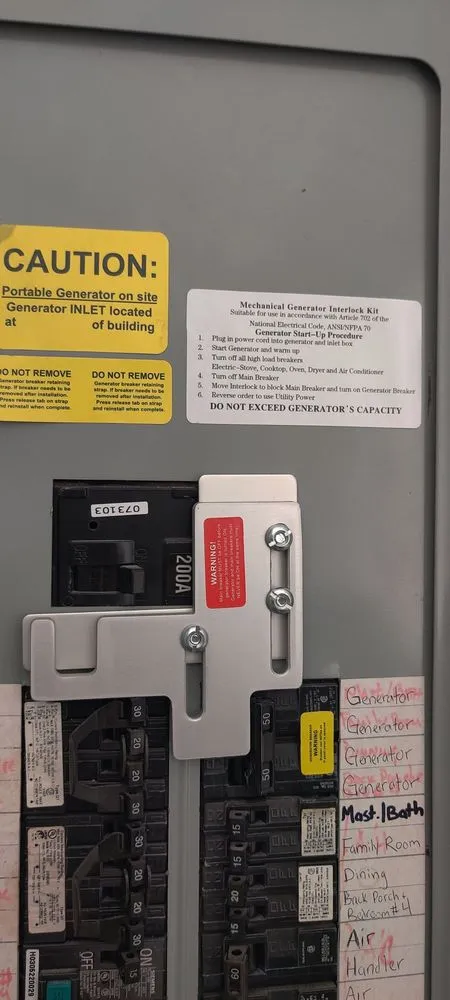 CAUTION:
Portable Generator on site
Generator INLET located
at of building
DO NOT REMOVE
Generator breaker retaining
strap. If breaker needs to be
removed after installation.
Press release tab on strap
and reinstall when complete.
DO NOT REMOVE
Generator breaker retaining
strap. If breaker needs to be
removed after installation.
Press release tab on strap
and reinstall when complete.
Mechanical Generator Interlock Kit
Suitable for use in accordance with Article 702 of the
National Electrical Code, ANSI/NFPA 70
Generator Start-Up Procedure
1. Plug in power cord into generator and inlet box
2. Start Generator and warm up
3. Turn off all high load breakers
Electric-Stove, Cooktop, Oven, Dryer and Air Conditioner
4. Turn off Main Breaker
5. Move Interlock to block Main Breaker and turn on Generator Breaker
6. Reverse order to use Utility Power
DO NOT EXCEED GENERATOR'S CAPACITY
073103
OFF
ON
200A
WARNING!
30
20
20
30
30
20
20
30
15
50
50
WARNING
15
15
20
15
60
Generator
Generator
Generator
Generator
Mast./Bath
Family Room
Dining
Back Porch+
Bedroom #4
Air
Handler
Air
H0306220029
OFF
ON
SIEMENS